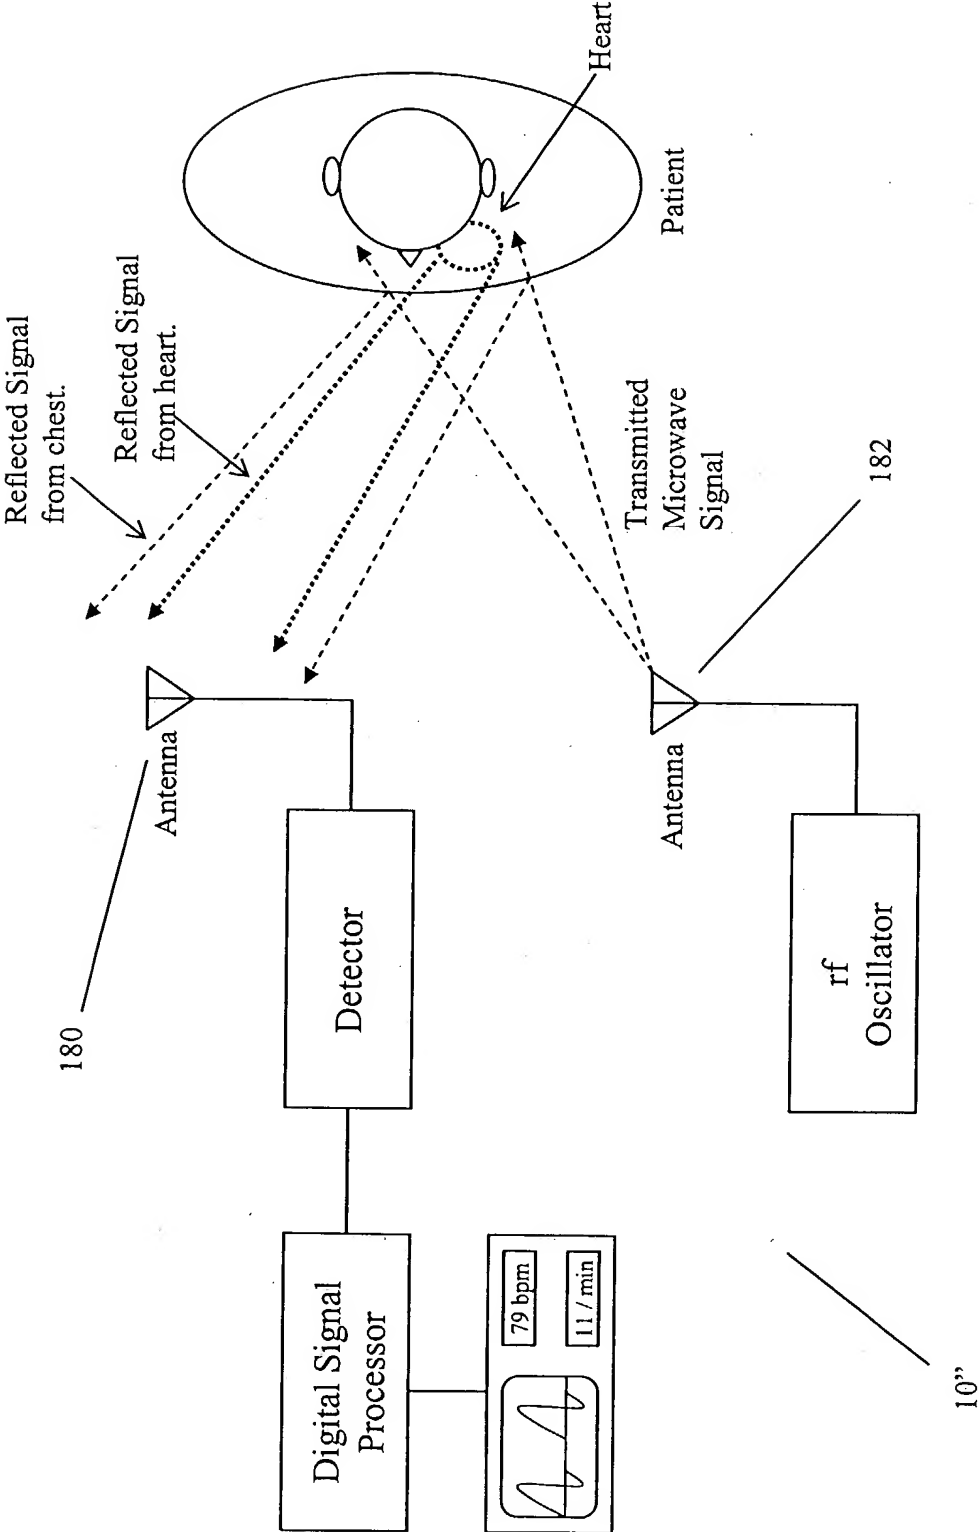 Reflected Signal
from chest.
Reflected Signal
from heart.
Heart
Patient
Transmitted
Microwave
Signal
182
Antenna
180
Antenna
Detector
rf
Oscillator
Digital Signal
Processor
79 bpm
11 / min
10”